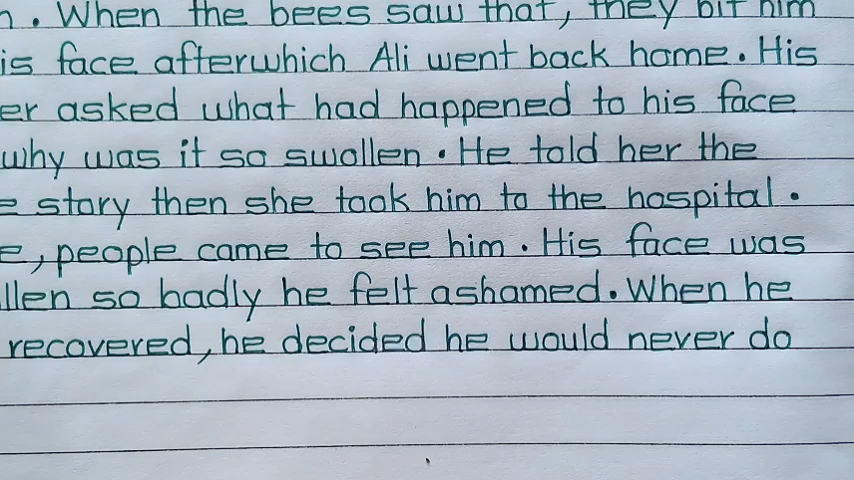 . When the bees saw that, they bit him
is face afterwhich Ali went back home. His
er asked what had happened to his face
why was it so swollen. He told her the
e story then she took him to the hospital.
e, people came to see him. His face was
llen so badly he felt ashamed. When he
recovered, he decided he would never do